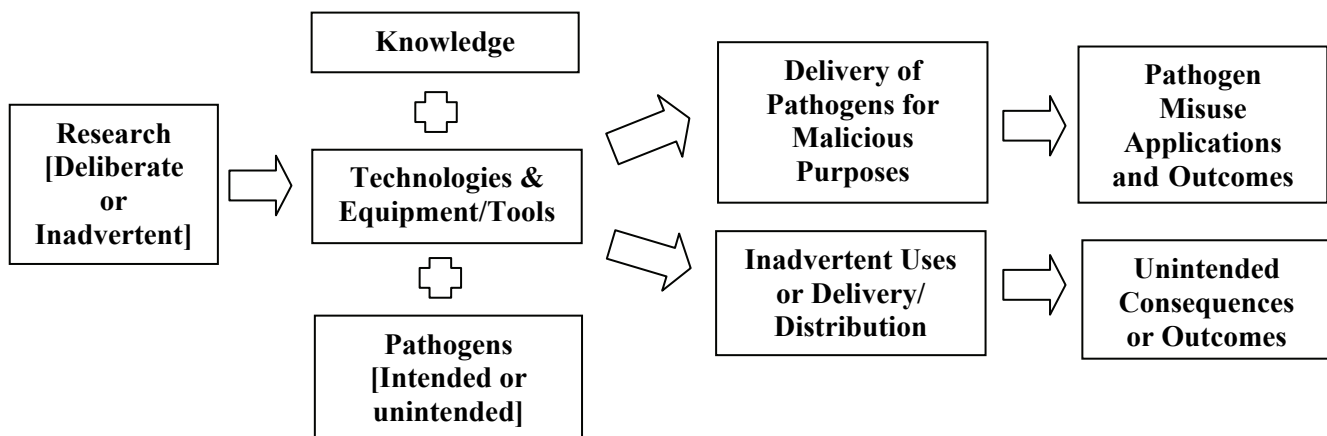 Research
[Deliberate
or
Inadvertent]
Knowledge
Technologies &
Equipment/Tools
Pathogens
[Intended or
unintended]
Delivery of
Pathogens for
Malicious
Purposes
Pathogen
Misuse
Applications
and Outcomes
Inadvertent Uses
or Delivery/
Distribution
Unintended
Consequences
or Outcomes